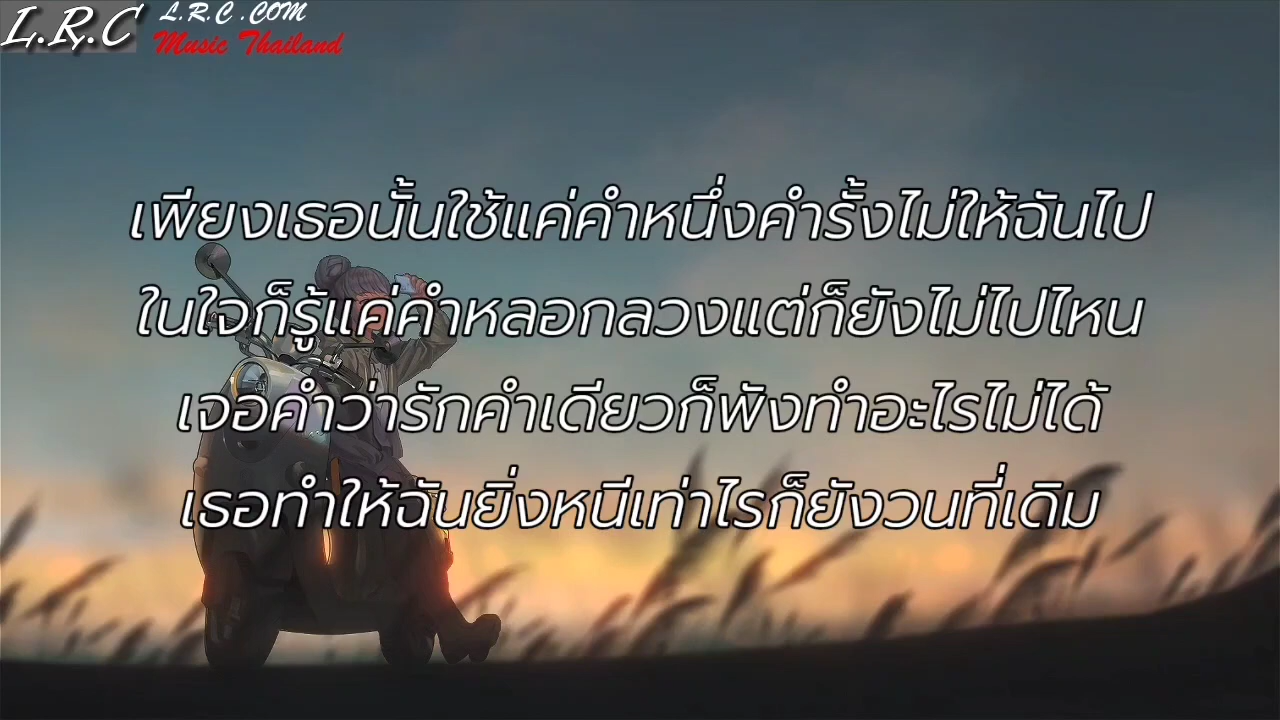 L.R.C
L.R.C .COM
Music Thailand
เพียงเธอนั้นใช้แค่คำหนึ่งคำรั้งไม่ให้ฉันไป
ในใจก็รู้แค่คำหลอกลวงแต่ก็ยังไม่ไปไหน
เจอคำว่ารักคำเดียวก็พังทำอะไรไม่ได้
เธอทำให้ฉันยิ่งหนีเท่าไรก็ยังวนที่เดิม